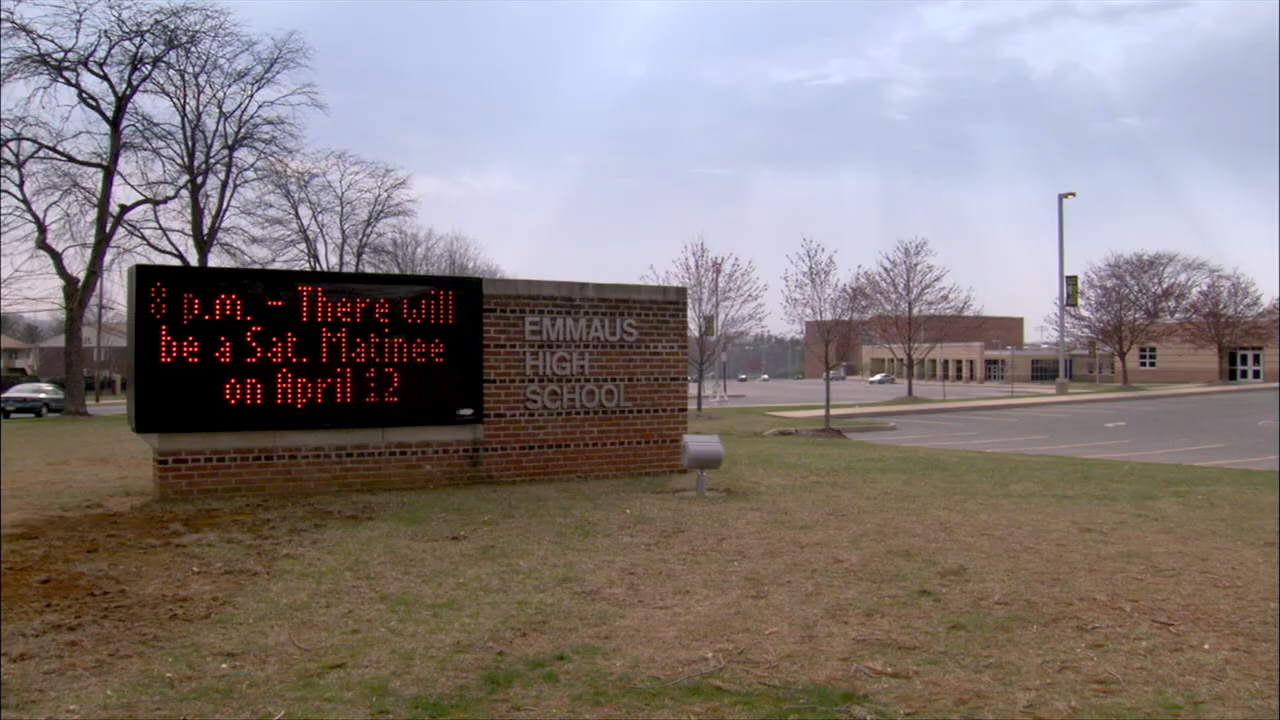 8 p.m. - There will
be a Sat. Matinee
on April 12
EMMAUS
HIGH
SCHOOL